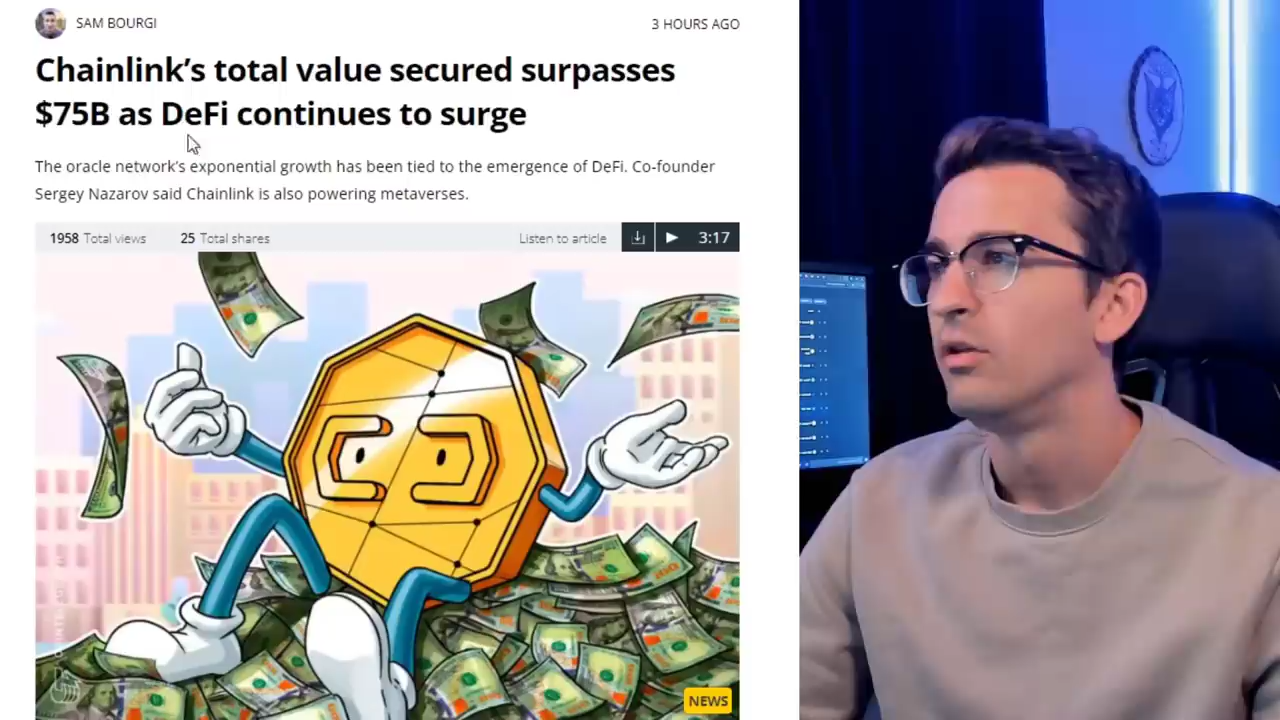 SAM BOURGI
3 HOURS AGO
Chainlink’s total value secured surpasses
$75B as DeFi continues to surge
The oracle network’s exponential growth has been tied to the emergence of DeFi. Co-founder
Sergey Nazarov said Chainlink is also powering metaverses.
1958 Total views 25 Total shares Listen to article 3:17
NEWS